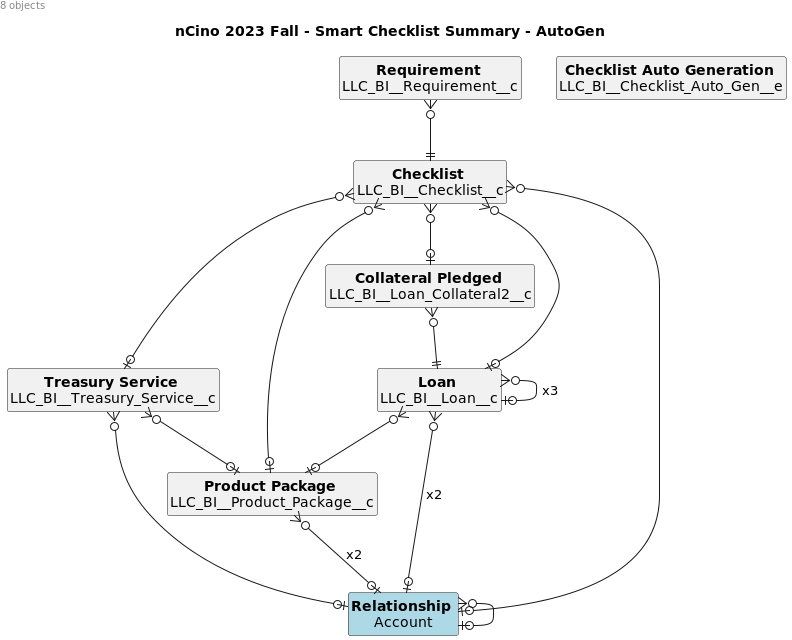 8 objects
nCino 2023 Fall - Smart Checklist Summary - AutoGen
Requirement
LLC_BI__Requirement__c
Checklist Auto Generation
LLC_BI__Checklist_Auto_Gen__e
Checklist
LLC_BI__Checklist__c
Collateral Pledged
LLC_BI__Loan_Collateral2__c
Treasury Service
LLC_BI__Treasury_Service__c
Loan
LLC_BI__Loan__c
x3
Product Package
LLC_BI__Product_Package__c
x2
x2
Relationship
Account